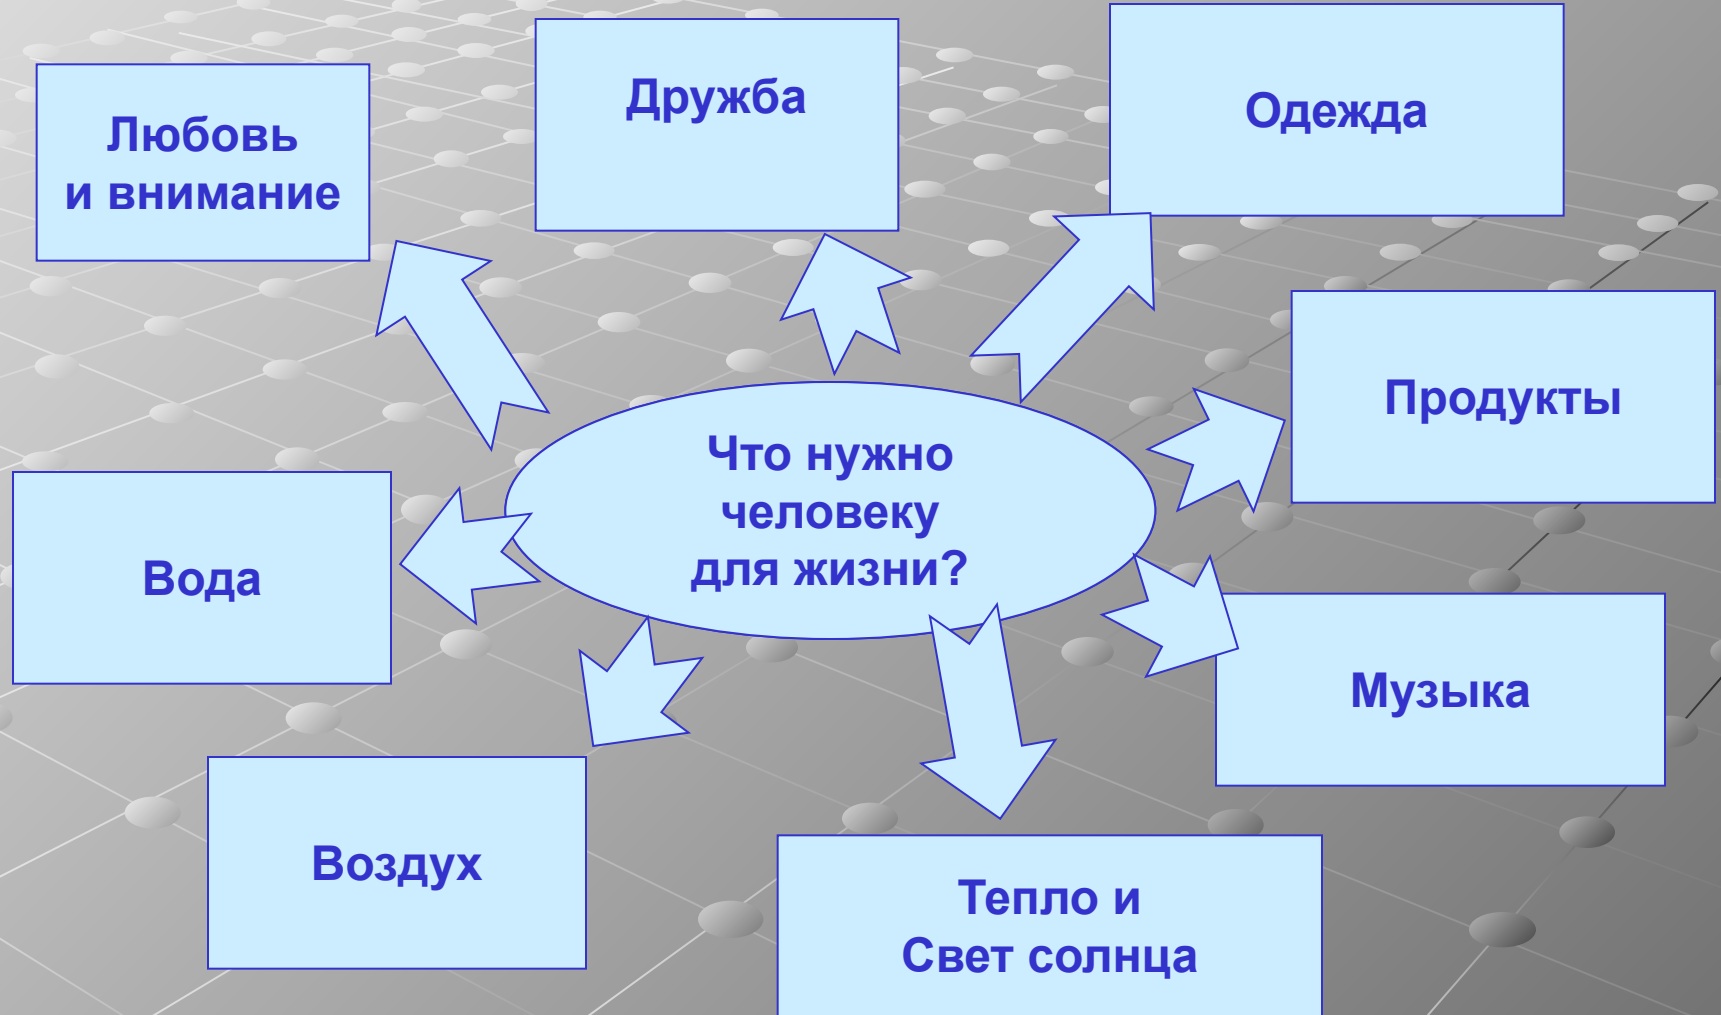 Любовь
и внимание
Дружба
Одежда
Продукты
Что нужно
человеку
для жизни?
Вода
Музыка
Воздух
Тепло и
Свет солнца